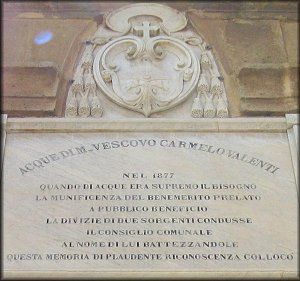 ACQUE DI M. VESCOVO CARMELO VALENTI
NEL 1877
QUANDO DI ACQUE ERA SUPREMO IL BISOGNO
LA MUNIFICENZA DEL BENEMERITO PRELATO
A PUBBLICO BENEFICIO
LA DIVIZIE DI DUE SORGENTI CONDUSSE
IL CONSIGLIO COMUNALE
AL NOME DI LUI BATTEZZANDOLE
QUESTA MEMORIA DI PLAUDENTE RICONOSCENZA COLLOCÒ